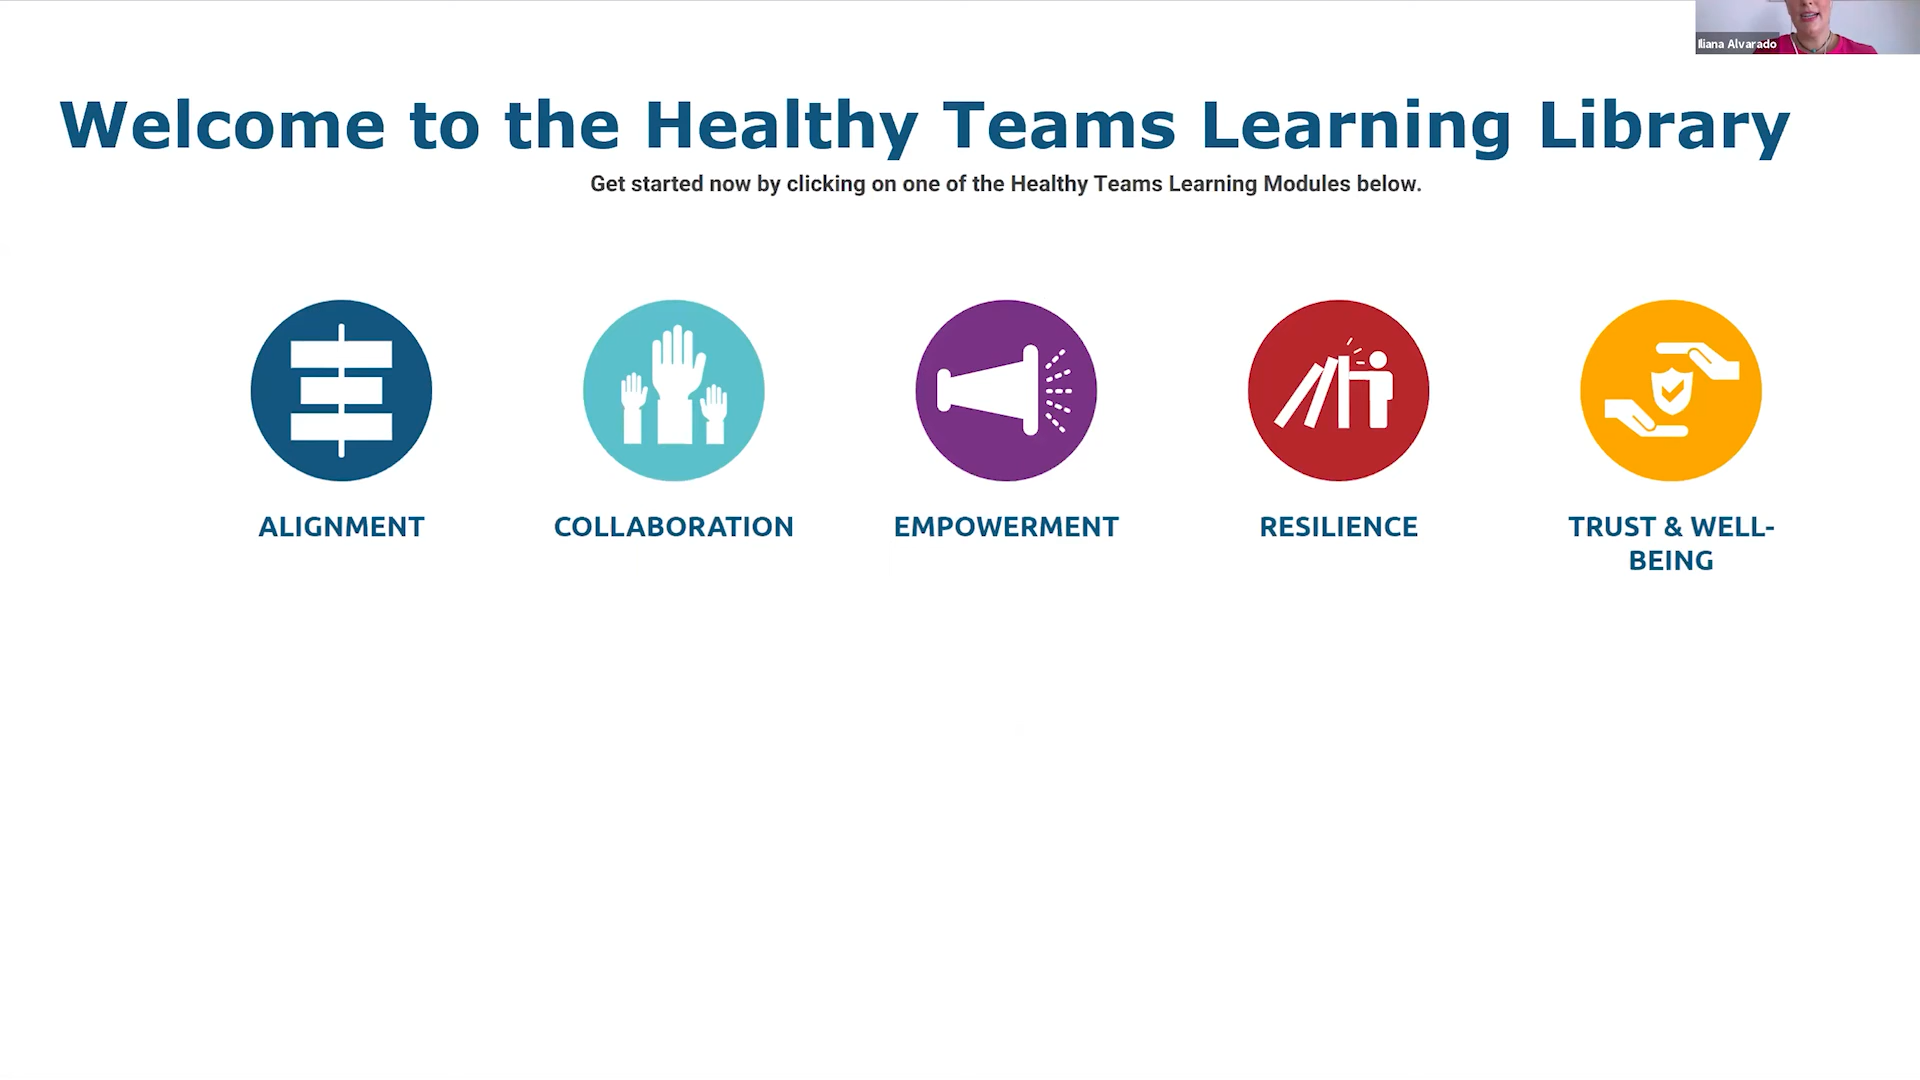 Iliana Alvarado
Welcome to the Healthy Teams Learning Library
Get started now by clicking on one of the Healthy Teams Learning Modules below.
ALIGNMENT
COLLABORATION
EMPOWERMENT
RESILIENCE
TRUST & WELL-
BEING